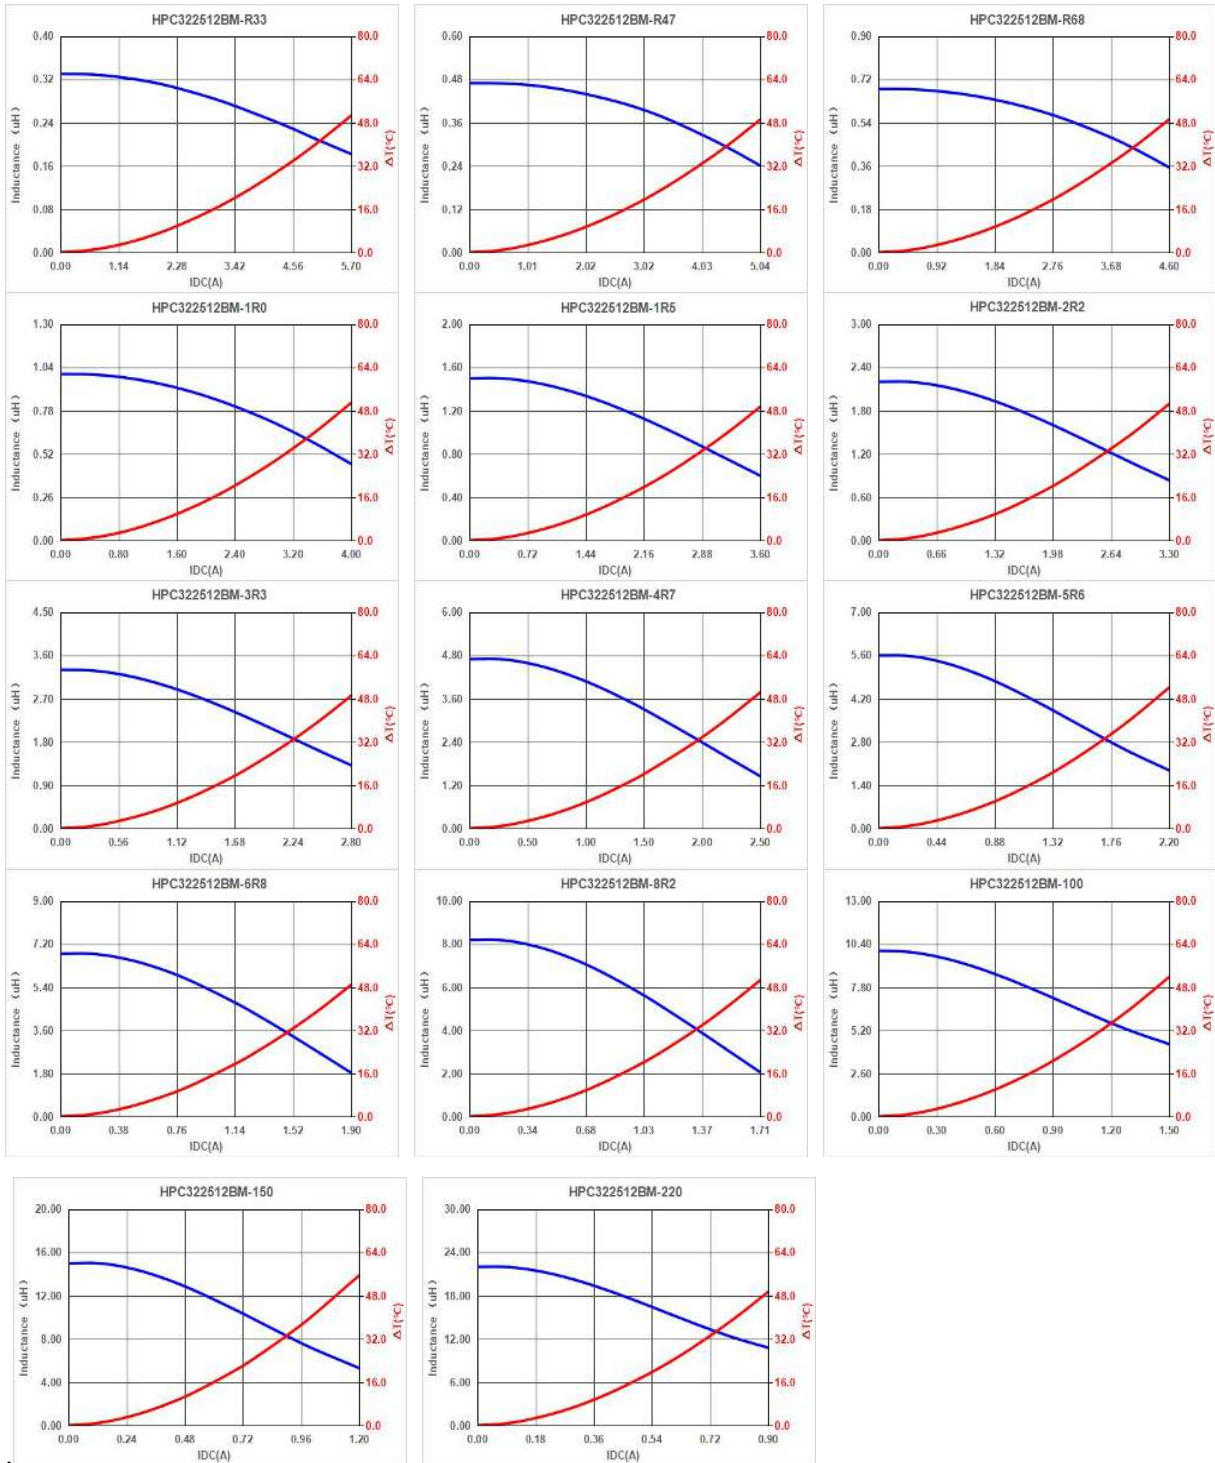 HPC322512BM-R33
0.40
0.32
0.24
0.16
0.08
0.00
80.0
64.0
48.0
32.0
16.0
0.0
0.00 1.14 2.28 3.42 4.56 5.70
IDC(A)
Inductance (uH)
ΔT(℃)
HPC322512BM-R47
0.60
0.48
0.36
0.24
0.12
0.00
80.0
64.0
48.0
32.0
16.0
0.0
0.00 1.01 2.02 3.02 4.03 5.04
IDC(A)
Inductance (uH)
ΔT(℃)
HPC322512BM-R68
0.90
0.72
0.54
0.36
0.18
0.00
80.0
64.0
48.0
32.0
16.0
0.0
0.00 0.92 1.84 2.76 3.68 4.60
IDC(A)
Inductance (uH)
ΔT(℃)
HPC322512BM-1R0
1.30
1.04
0.78
0.52
0.26
0.00
80.0
64.0
48.0
32.0
16.0
0.0
0.00 0.80 1.60 2.40 3.20 4.00
IDC(A)
Inductance (uH)
ΔT(℃)
HPC322512BM-1R5
2.00
1.60
1.20
0.80
0.40
0.00
80.0
64.0
48.0
32.0
16.0
0.0
0.00 0.72 1.44 2.16 2.88 3.60
IDC(A)
Inductance (uH)
ΔT(℃)
HPC322512BM-2R2
3.00
2.40
1.80
1.20
0.60
0.00
80.0
64.0
48.0
32.0
16.0
0.0
0.00 0.66 1.32 1.98 2.64 3.30
IDC(A)
Inductance (uH)
ΔT(℃)
HPC322512BM-3R3
4.50
3.60
2.70
1.80
0.90
0.00
80.0
64.0
48.0
32.0
16.0
0.0
0.00 0.56 1.12 1.68 2.24 2.80
IDC(A)
Inductance (uH)
ΔT(℃)
HPC322512BM-4R7
6.00
4.80
3.60
2.40
1.20
0.00
80.0
64.0
48.0
32.0
16.0
0.0
0.00 0.50 1.00 1.50 2.00 2.50
IDC(A)
Inductance (uH)
ΔT(℃)
HPC322512BM-5R6
7.00
5.60
4.20
2.80
1.40
0.00
80.0
64.0
48.0
32.0
16.0
0.0
0.00 0.44 0.88 1.32 1.76 2.20
IDC(A)
Inductance (uH)
ΔT(℃)
HPC322512BM-6R8
9.00
7.20
5.40
3.60
1.80
0.00
80.0
64.0
48.0
32.0
16.0
0.0
0.00 0.38 0.76 1.14 1.52 1.90
IDC(A)
Inductance (uH)
ΔT(℃)
HPC322512BM-8R2
10.00
8.00
6.00
4.00
2.00
0.00
80.0
64.0
48.0
32.0
16.0
0.0
0.00 0.34 0.68 1.03 1.37 1.71
IDC(A)
Inductance (uH)
ΔT(℃)
HPC322512BM-100
13.00
10.40
7.80
5.20
2.60
0.00
80.0
64.0
48.0
32.0
16.0
0.0
0.00 0.30 0.60 0.90 1.20 1.50
IDC(A)
Inductance (uH)
ΔT(℃)
HPC322512BM-150
20.00
16.00
12.00
8.00
4.00
0.00
80.0
64.0
48.0
32.0
16.0
0.0
0.00 0.24 0.48 0.72 0.96 1.20
IDC(A)
Inductance (uH)
ΔT(℃)
HPC322512BM-220
30.00
24.00
18.00
12.00
6.00
0.00
80.0
64.0
48.0
32.0
16.0
0.0
0.00 0.18 0.36 0.54 0.72 0.90
IDC(A)
Inductance (uH)
ΔT(℃)